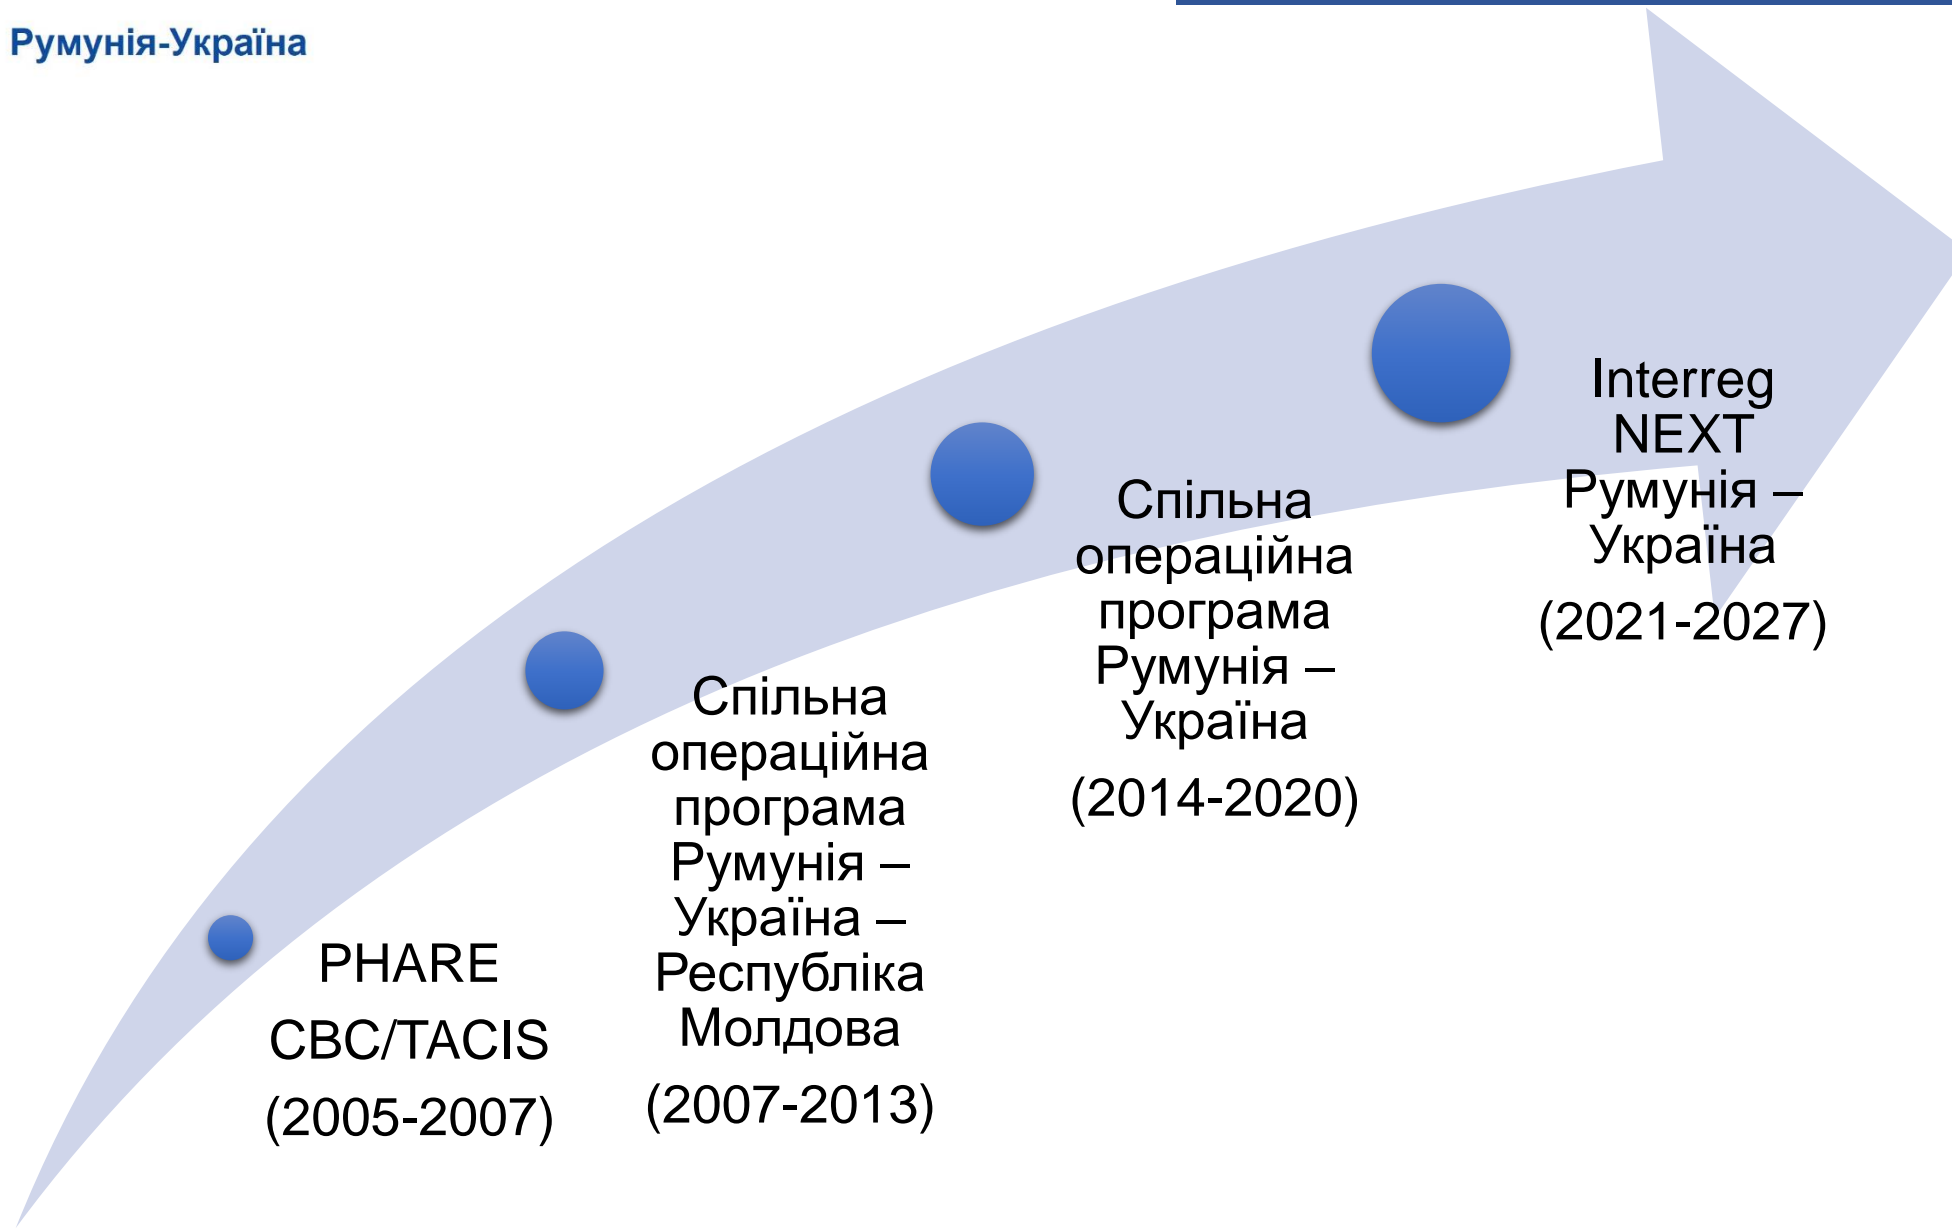 Румунія-Україна
PHARE
CBC/TACIS
(2005-2007)
Спільна
операційна
програма
Румунія –
Україна –
Республіка
Молдова
(2007-2013)
Спільна
операційна
програма
Румунія –
Україна
(2014-2020)
Interreg
NEXT
Румунія –
Україна
(2021-2027)